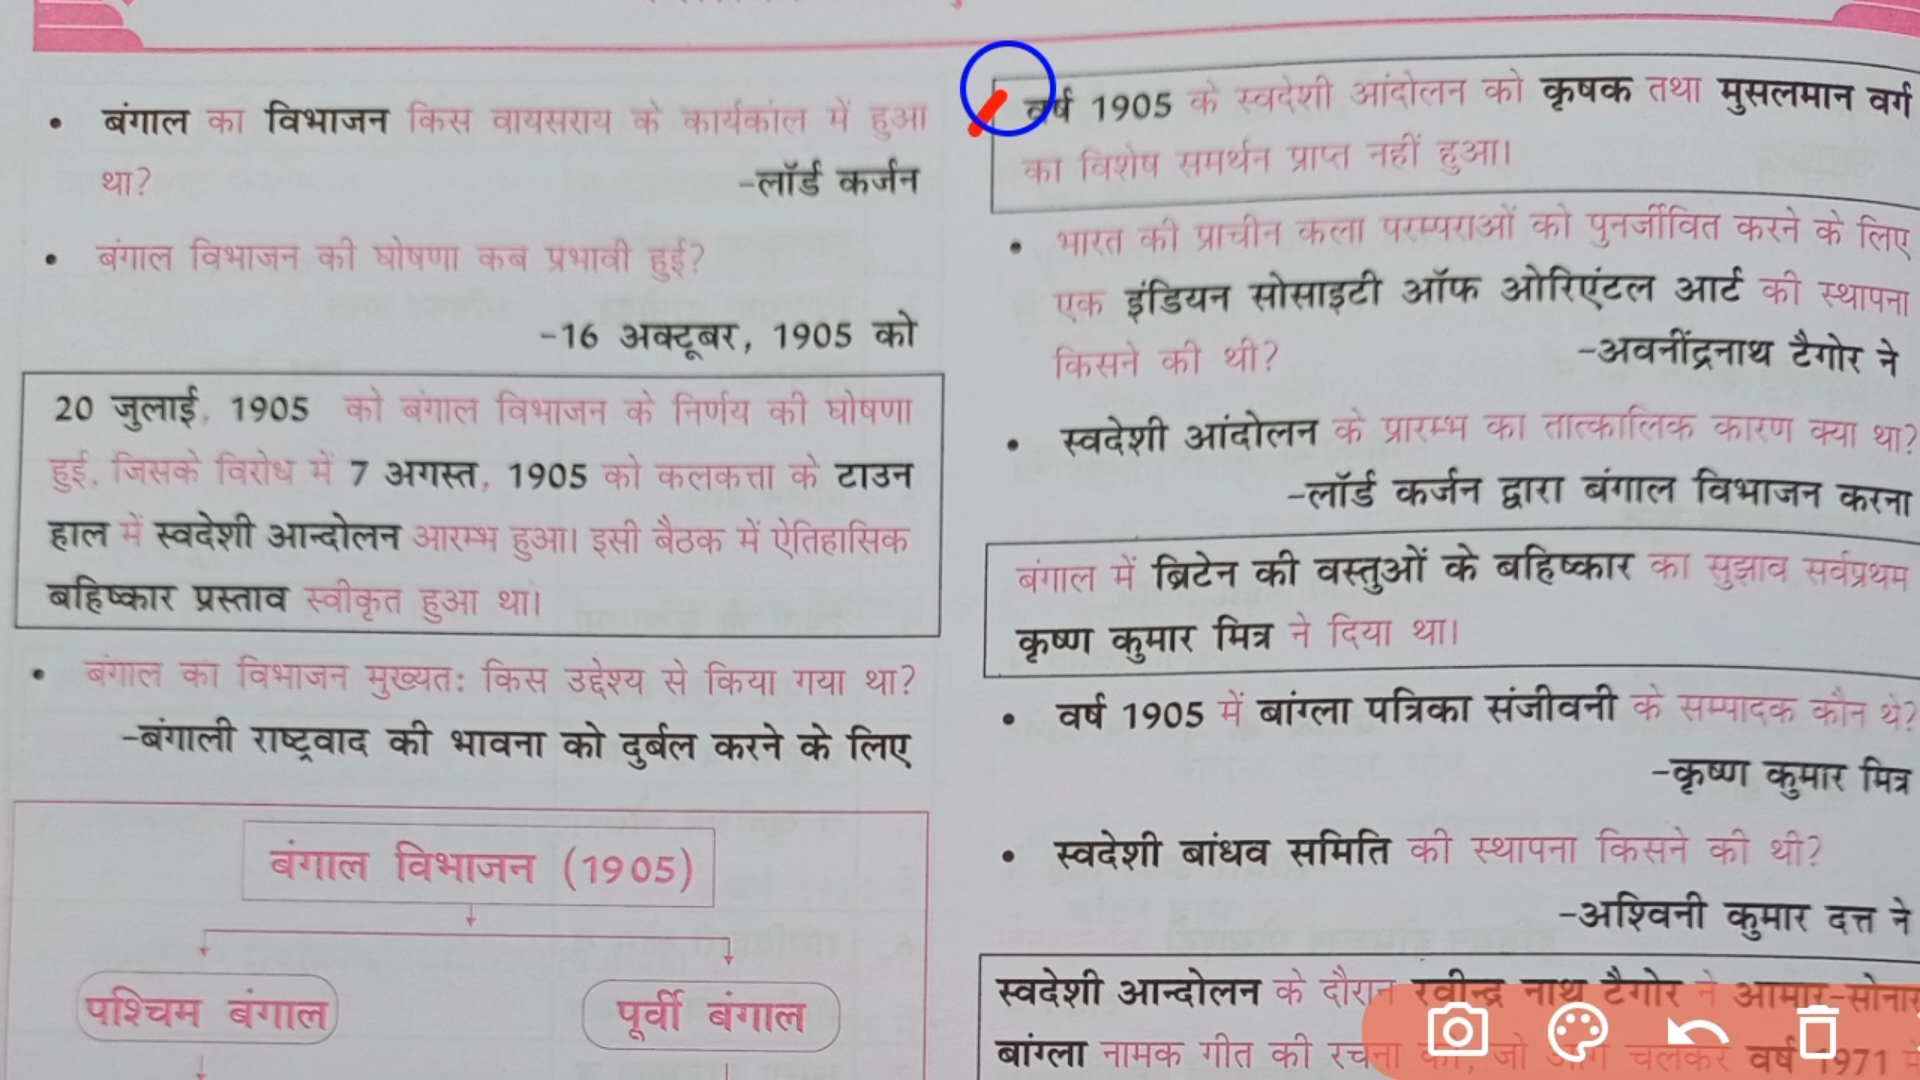 बंगाल का विभाजन किस वायसराय के कार्यकाल में हुआ
था? -लॉर्ड कर्जन
बंगाल विभाजन की घोषणा कब प्रभावी हुई?
-16 अक्टूबर, 1905 को
20 जुलाई, 1905 को बंगाल विभाजन के निर्णय की घोषणा
हुई, जिसके विरोध में 7 अगस्त, 1905 को कलकत्ता के टाउन
हाल में स्वदेशी आन्दोलन आरम्भ हुआ। इसी बैठक में ऐतिहासिक
बहिष्कार प्रस्ताव स्वीकृत हुआ था।
बंगाल का विभाजन मुख्यतः किस उद्देश्य से किया गया था?
-बंगाली राष्ट्रवाद की भावना को दुर्बल करने के लिए
बंगाल विभाजन (1905)
पश्चिम बंगाल
पूर्वी बंगाल
वर्ष 1905 के स्वदेशी आंदोलन को कृषक तथा मुसलमान वर्ग
का विशेष समर्थन प्राप्त नहीं हुआ।
भारत की प्राचीन कला परम्पराओं को पुनर्जीवित करने के लिए
एक इंडियन सोसाइटी ऑफ ओरिएंटल आर्ट की स्थापना
किसने की थी? -अवनींद्रनाथ टैगोर ने
स्वदेशी आंदोलन के प्रारम्भ का तात्कालिक कारण क्या था?
-लॉर्ड कर्जन द्वारा बंगाल विभाजन करना
बंगाल में ब्रिटेन की वस्तुओं के बहिष्कार का सुझाव सर्वप्रथम
कृष्ण कुमार मित्र ने दिया था।
वर्ष 1905 में बांग्ला पत्रिका संजीवनी के सम्पादक कौन थे?
-कृष्ण कुमार मित्र
स्वदेशी बांधव समिति की स्थापना किसने की थी?
-अश्विनी कुमार दत्त ने
स्वदेशी आन्दोलन के दौरान रवीन्द्र नाथ टैगोर ने आमार-सोनार
बांग्ला नामक गीत की रचना की, जो आगे चलकर वर्ष 1971 में